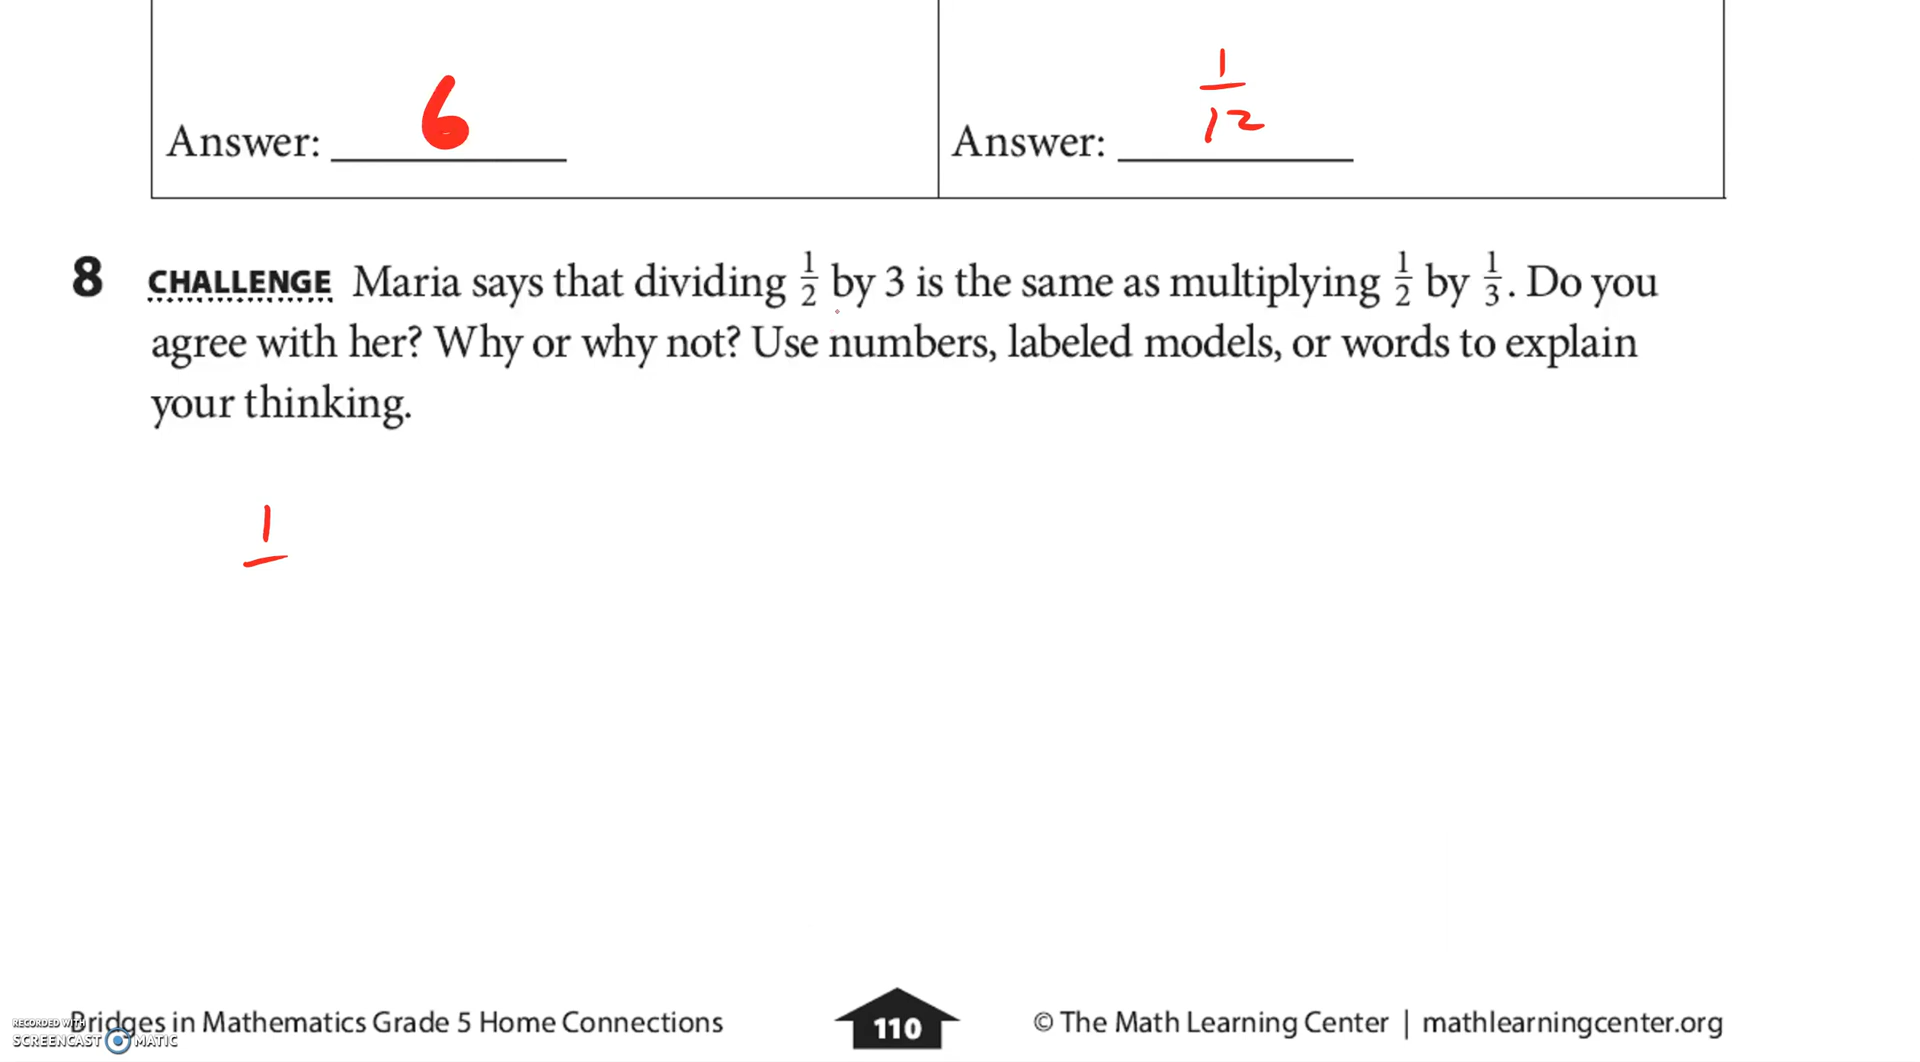 6
1
12
Answer: ____________ Answer: ____________
8 CHALLENGE Maria says that dividing 1/2 by 3 is the same as multiplying 1/2 by 1/3. Do you
agree with her? Why or why not? Use numbers, labeled models, or words to explain
your thinking.
1
RECORDED WITH
SCREENCAST MATIC
Bridges in Mathematics Grade 5 Home Connections 110 © The Math Learning Center | mathlearningcenter.org